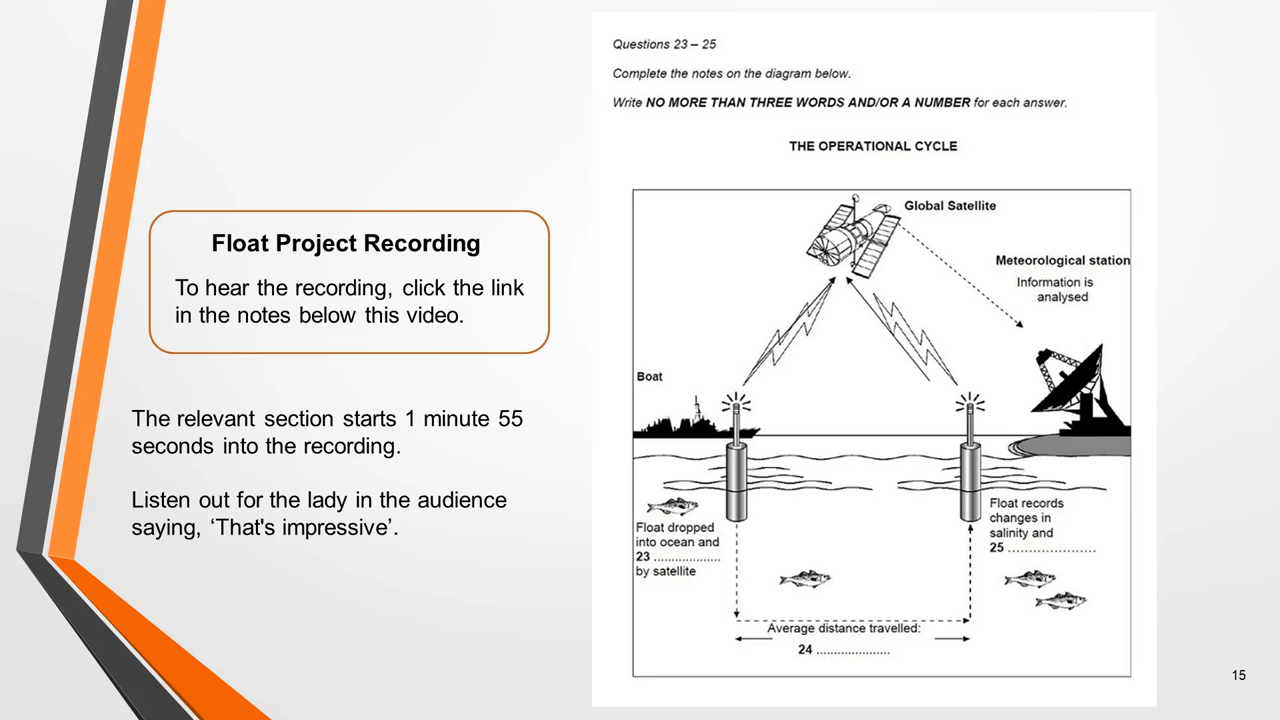 Float Project Recording
To hear the recording, click the link
in the notes below this video.
The relevant section starts 1 minute 55
seconds into the recording.
Listen out for the lady in the audience
saying, ‘That's impressive’.
Questions 23 – 25
Complete the notes on the diagram below.
Write NO MORE THAN THREE WORDS AND/OR A NUMBER for each answer.
THE OPERATIONAL CYCLE
Global Satellite
Meteorological station
Information is
analysed
Boat
Float dropped
into ocean and
23 ...................
by satellite
Float records
changes in
salinity and
25 ......................
Average distance travelled:
24 ....................
15